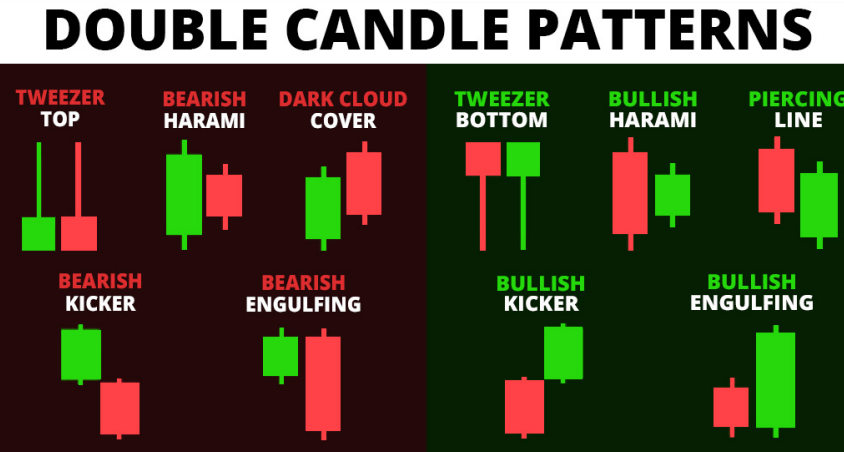 DOUBLE CANDLE PATTERNS
TWEEZER
TOP
BEARISH
HARAMI
DARK CLOUD
COVER
TWEEZER
BOTTOM
BULLISH
HARAMI
PIERCING
LINE
BEARISH
KICKER
BEARISH
ENGULFING
BULLISH
KICKER
BULLISH
ENGULFING